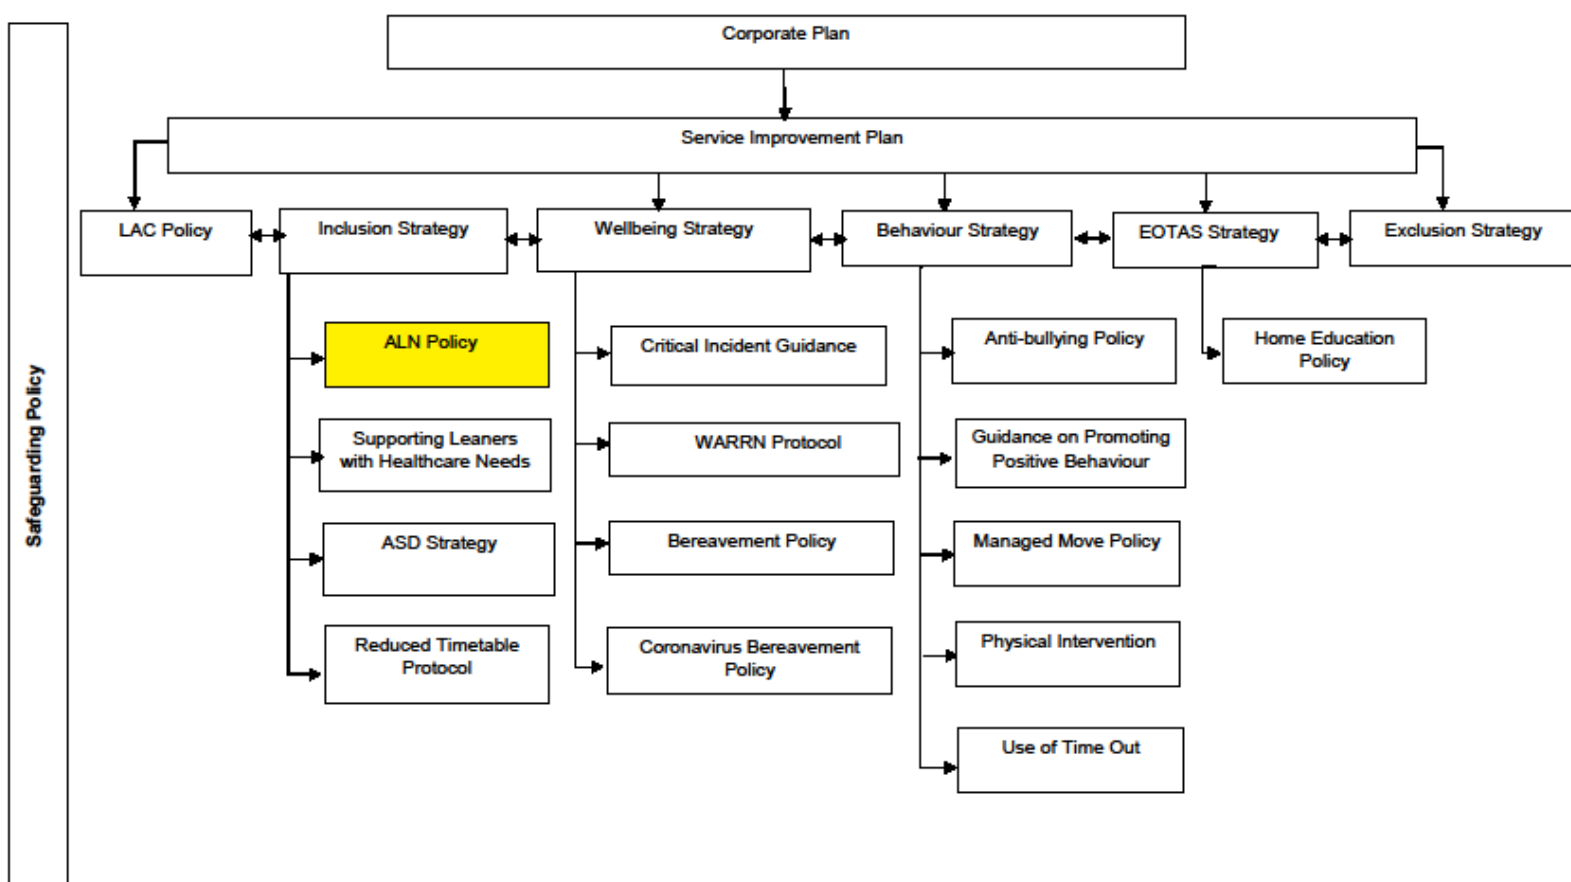 Corporate Plan
Service Improvement Plan
LAC Policy
Inclusion Strategy
Wellbeing Strategy
Behaviour Strategy
EOTAS Strategy
Exclusion Strategy
ALN Policy
Critical Incident Guidance
Anti-bullying Policy
Home Education
Policy
Supporting Leaners
with Healthcare Needs
WARRN Protocol
Guidance on Promoting
Positive Behaviour
ASD Strategy
Bereavement Policy
Managed Move Policy
Reduced Timetable
Protocol
Coronavirus Bereavement
Policy
Physical Intervention
Use of Time Out
Safeguarding Policy